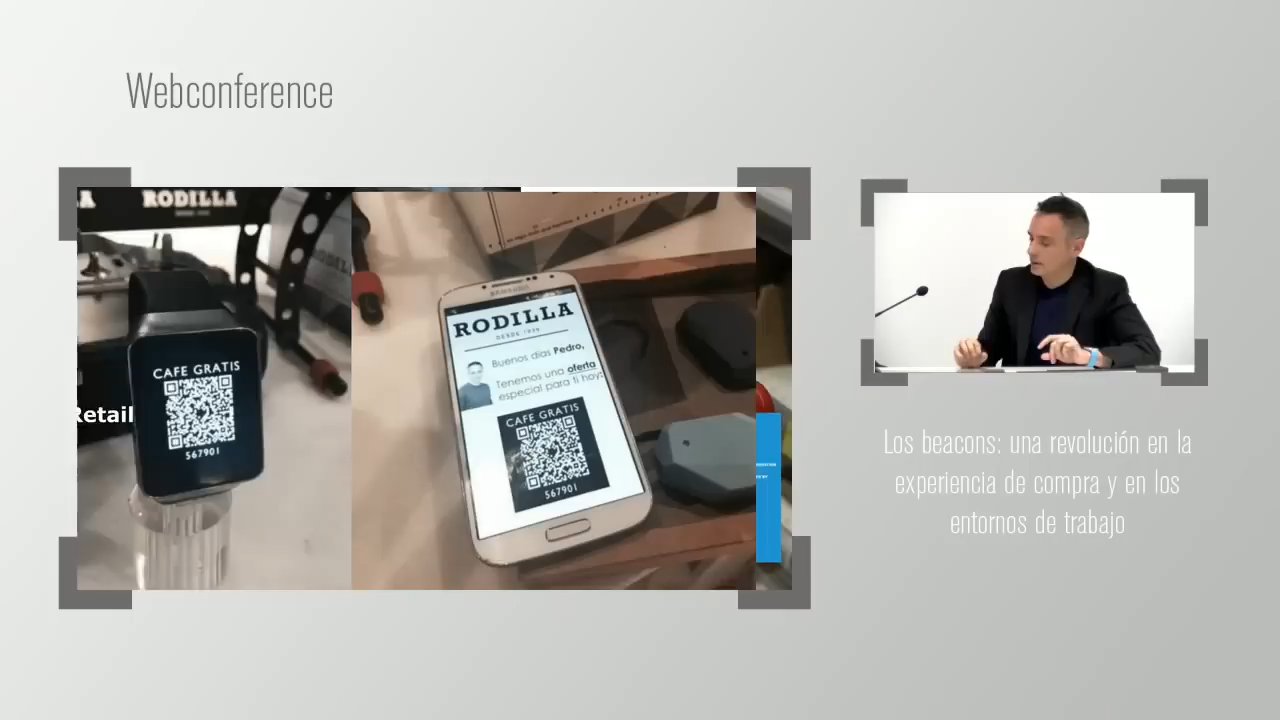 Webconference
RODILLA
CAFE GRATIS
567901
Retail
SAMSUNG
RODILLA
DESDE 1939
Buenos días Pedro,
Tenemos una oferta
especial para ti hoy:
CAFE GRATIS
567901
Los beacons: una revolución en la
experiencia de compra y en los
entornos de trabajo